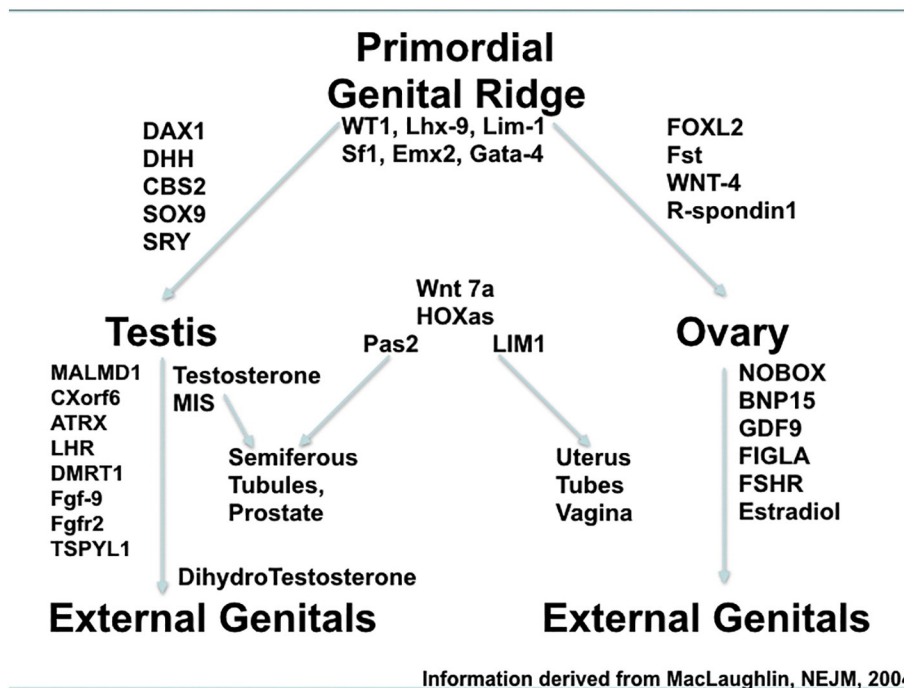 Primordial
Genital Ridge
WT1, Lhx-9, Lim-1
Sf1, Emx2, Gata-4
DAX1
DHH
CBS2
SOX9
SRY
FOXL2
Fst
WNT-4
R-spondin1
Wnt 7a
HOXas
Pas2
LIM1
Testis
Ovary
MALMD1
CXorf6
ATRX
LHR
DMRT1
Fgf-9
Fgfr2
TSPYL1
Testosterone
MIS
Semiferous
Tubules,
Prostate
Uterus
Tubes
Vagina
NOBOX
BNP15
GDF9
FIGLA
FSHR
Estradiol
DihydroTestosterone
External Genitals
External Genitals
Information derived from MacLaughlin, NEJM, 2004